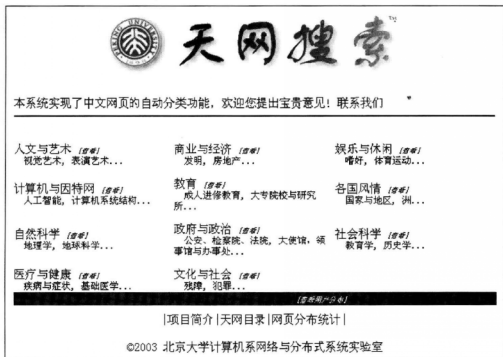 PEKING UNIVERSITY
天网搜索
本系统实现了中文网页的自动分类功能，欢迎您提出宝贵意见！联系我们
人文与艺术 [查看]
视觉艺术，表演艺术...
商业与经济 [查看]
发明，房地产...
娱乐与休闲 [查看]
嗜好，体育运动...
计算机与因特网 [查看]
人工智能，计算机系统结构...
教育 [查看]
成人进修教育，大专院校与研究
所...
各国风情 [查看]
国家与地区，洲...
自然科学 [查看]
地理学，地球科学...
政府与政治 [查看]
公安、检察院、法院，大使馆，领
事馆与办事处...
社会科学 [查看]
教育学，历史学...
医疗与健康 [查看]
疾病与症状，基础医学...
文化与社会 [查看]
残障，犯罪...
[查看用户分布]
|项目简介|天网目录|网页分布统计|
©2003 北京大学计算机系网络与分布式系统实验室